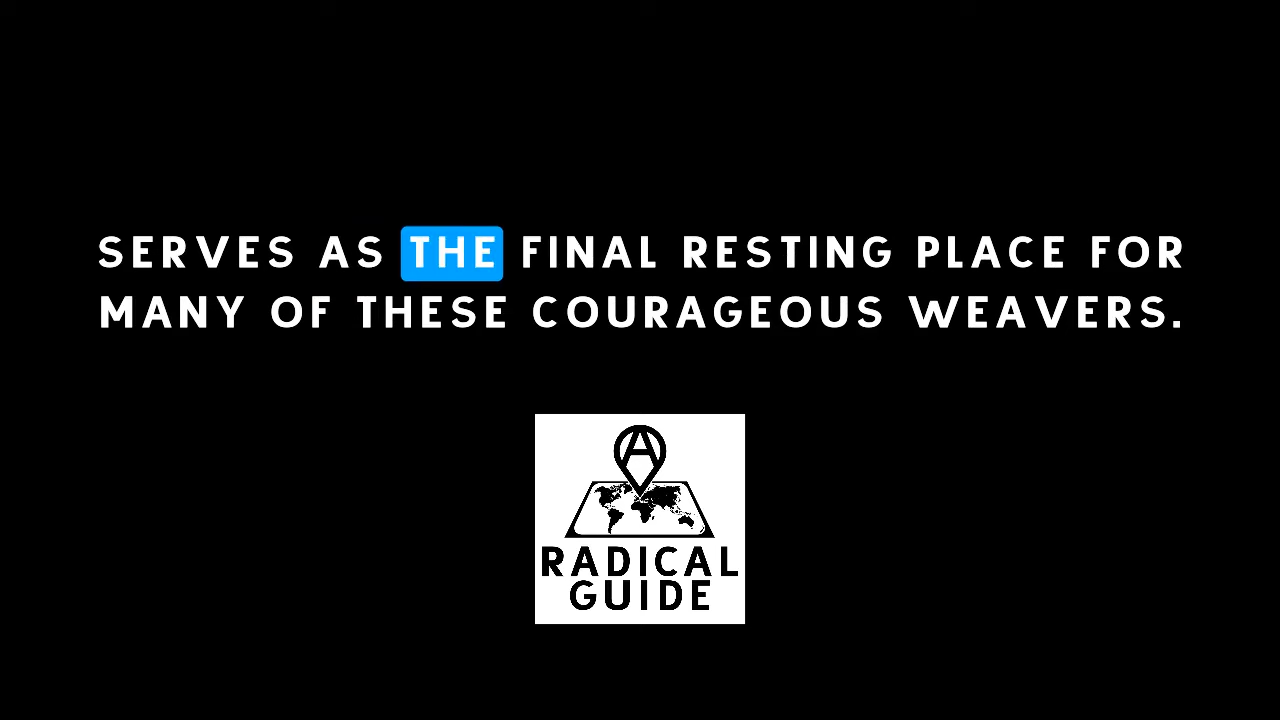 SERVES AS THE FINAL RESTING PLACE FOR
MANY OF THESE COURAGEOUS WEAVERS.
A
RADICAL
GUIDE